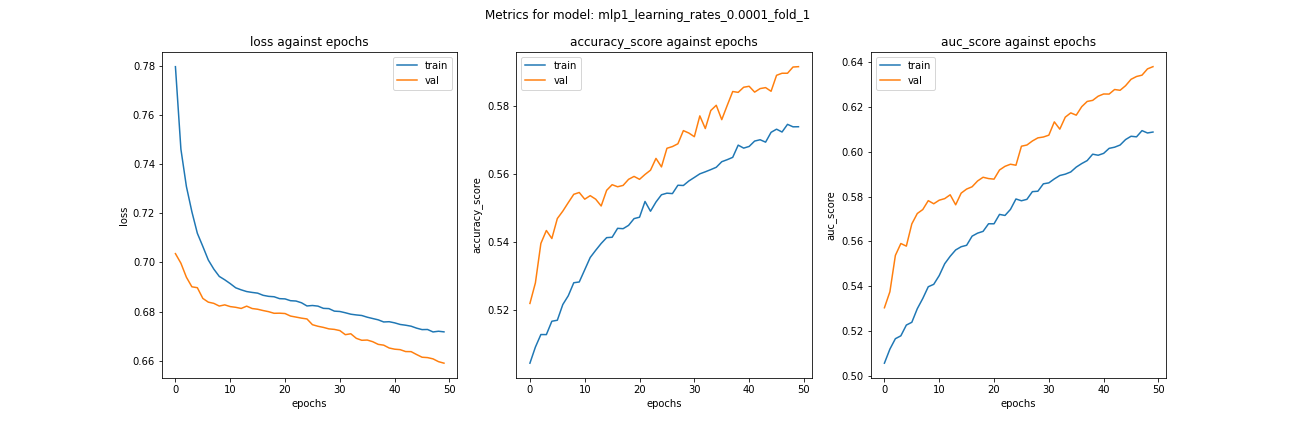 Metrics for model: mlp1_learning_rates_0.0001_fold_1
loss against epochs
train
val
0.78
0.76
0.74
0.72
0.70
0.68
0.66
loss
0 10 20 30 40 50
epochs
accuracy_score against epochs
train
val
0.58
0.56
0.54
0.52
accuracy_score
0 10 20 30 40 50
epochs
auc_score against epochs
train
val
0.64
0.62
0.60
0.58
0.56
0.54
0.52
0.50
auc_score
0 10 20 30 40 50
epochs